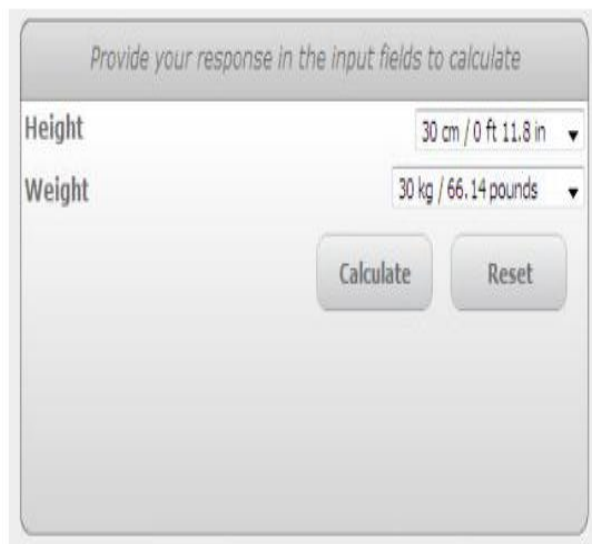 Provide your response in the input fields to calculate
Height 30 cm / 0 ft 11.8 in
Weight 30 kg / 66.14 pounds
Calculate Reset